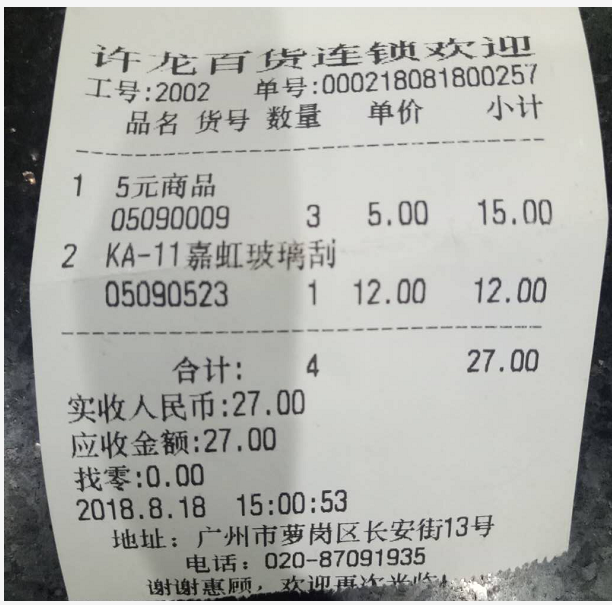 许龙百货连锁欢迎
工号:2002 单号:000218081800257
品名 货号 数量 单价 小计
1 5元商品
05090009 3 5.00 15.00
2 KA-11嘉虹玻璃刮
05090523 1 12.00 12.00
合计: 4 27.00
实收人民币:27.00
应收金额:27.00
找零:0.00
2018.8.18 15:00:53
地址: 广州市萝岗区长安街13号
电话: 020-87091935
谢谢惠顾, 欢迎再次光临!